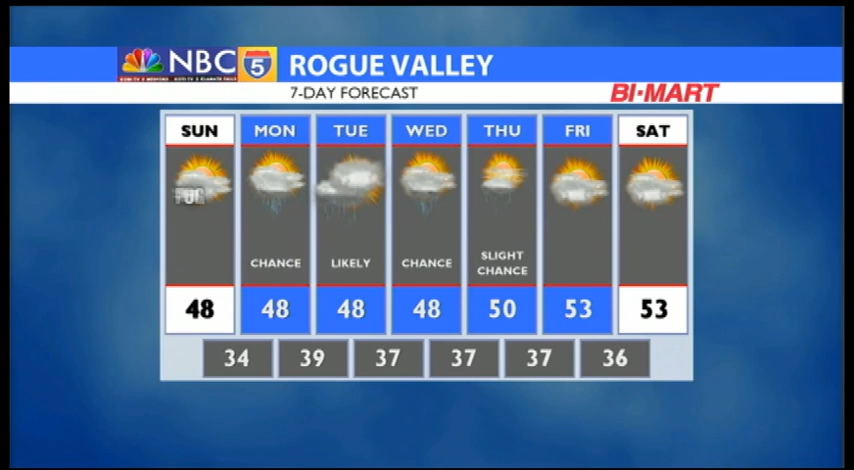 NBC 5
ROGUE VALLEY
7-DAY FORECAST
BI·MART
SUN MON TUE WED THU FRI SAT
FOG
CHANCE LIKELY CHANCE SLIGHT CHANCE
48 48 48 48 50 53 53
34 39 37 37 37 36